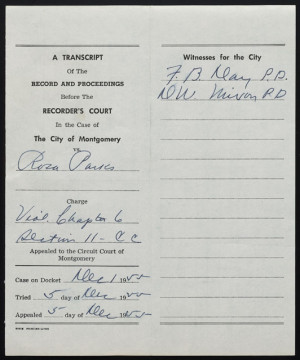 A TRANSCRIPT
Of The
RECORD AND PROCEEDINGS
Before The
RECORDER'S COURT
In the Case of
The City of Montgomery
vs
Rosa Parks
Charge
Viol. Chapter 6
Section 11 - CC
Appealed to the Circuit Court of
Montgomery
Case on Docket Dec 1 1955
Tried 5 day of Dec 1955
Appealed 5 day of Dec 1955
Witnesses for the City
F. B. Day P.D.
D.W. Mixon P.D.